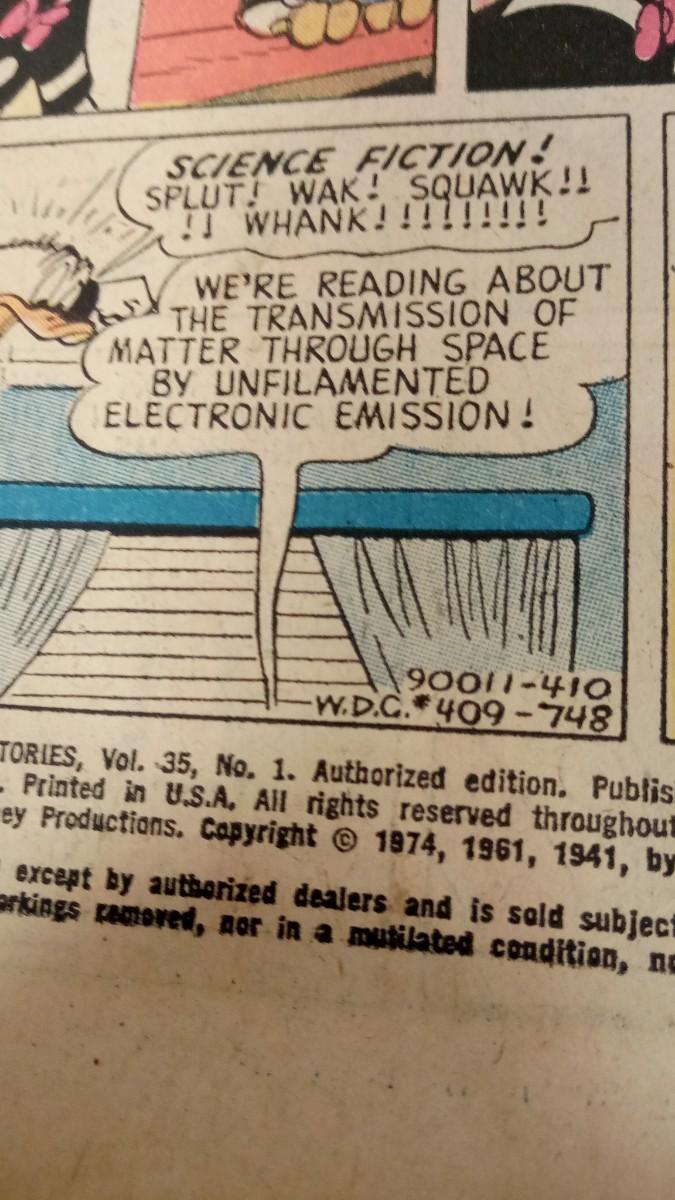 SCIENCE FICTION!
SPLUT! WAK! SQUAWK!!
!! WHANK!!!!!!!!!
WE'RE READING ABOUT
THE TRANSMISSION OF
MATTER THROUGH SPACE
BY UNFILAMENTED
ELECTRONIC EMISSION!
90011-410
W.D.C.*409-748
TORIES, Vol. 35, No. 1. Authorized edition. Publis
. Printed in U.S.A. All rights reserved throughout
ey Productions. Copyright © 1974, 1961, 1941, by
except by authorized dealers and is sold subject
arkings removed, nor in a mutilated condition, no